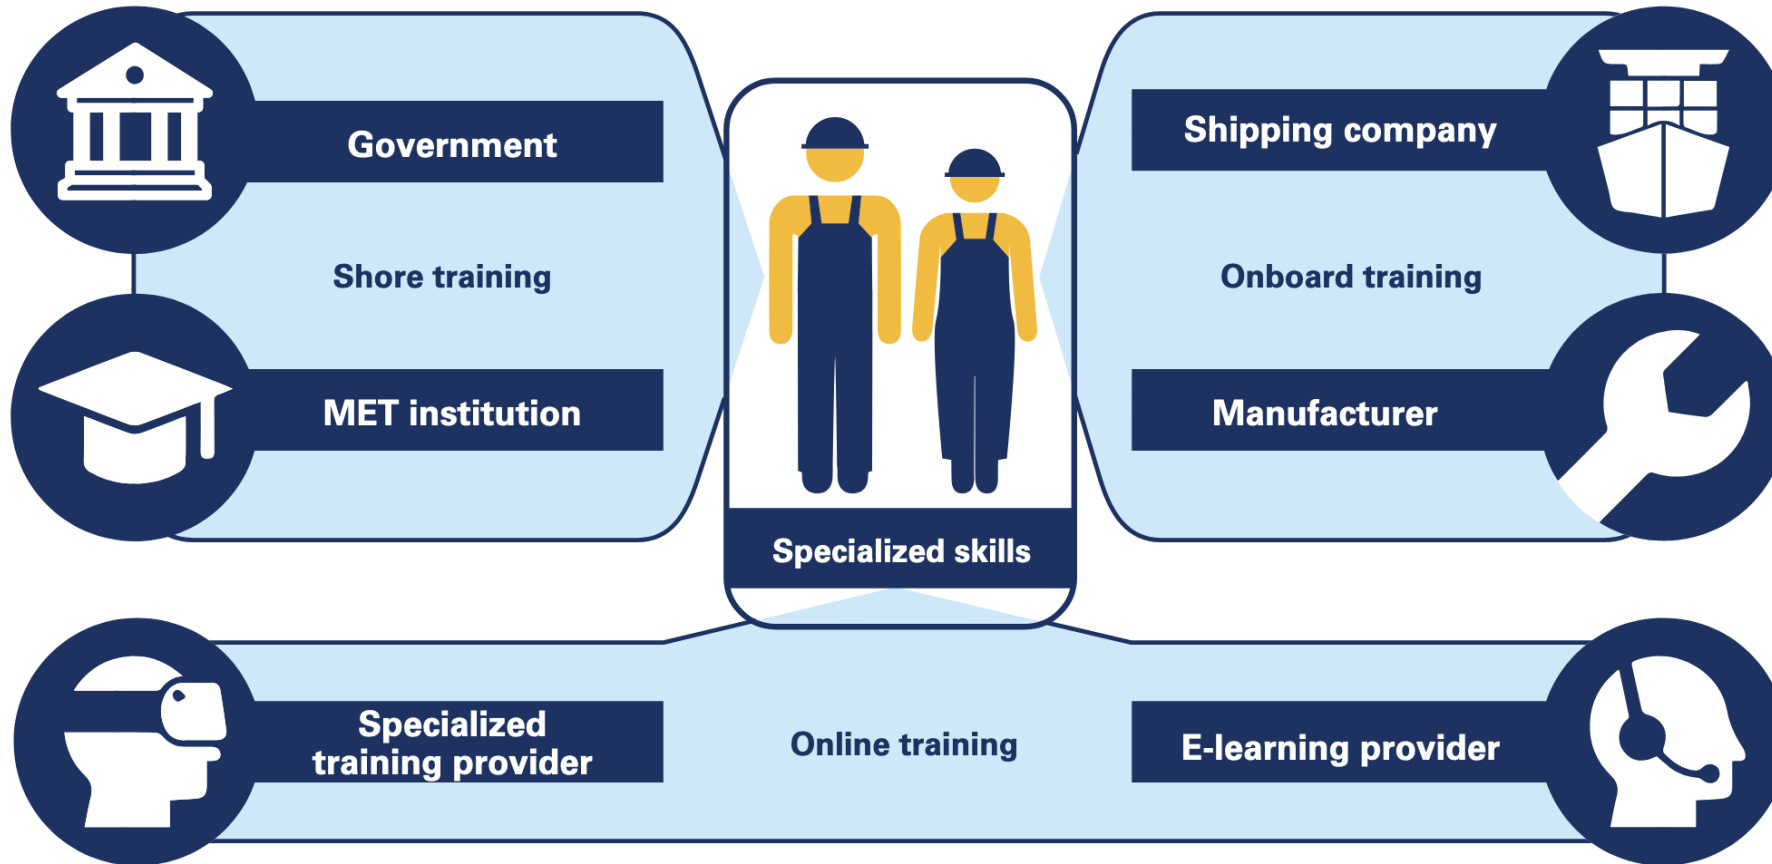 Government
Shore training
MET institution
Shipping company
Onboard training
Manufacturer
Specialized skills
Specialized
training provider
Online training
E-learning provider